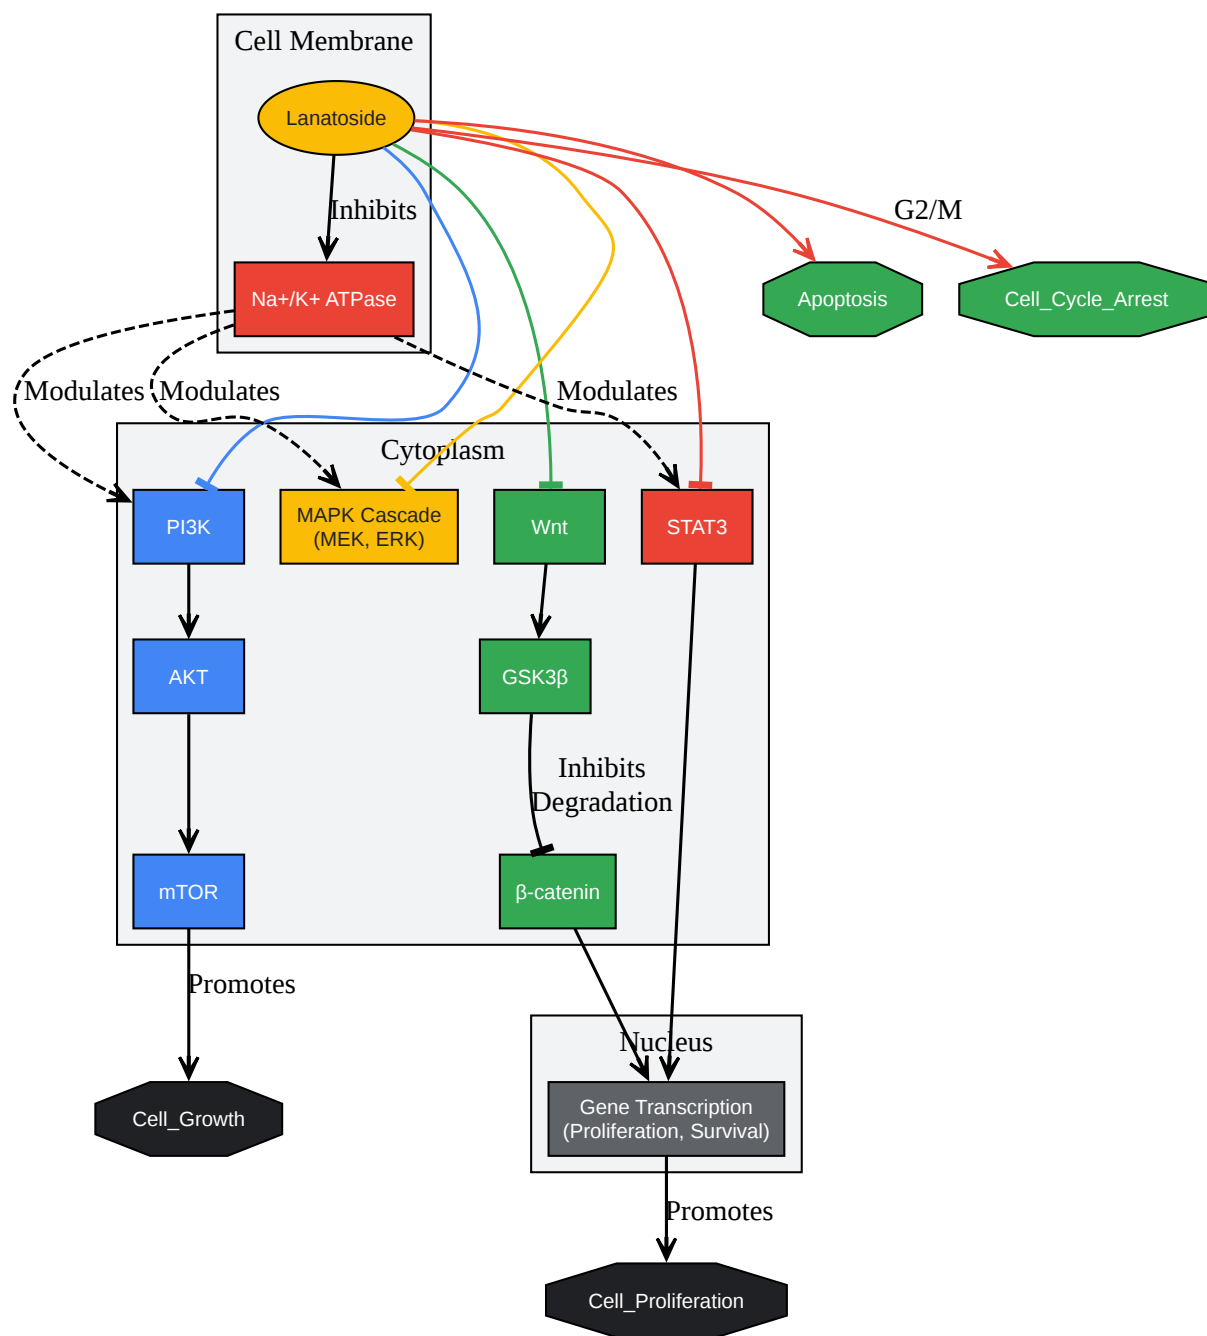 Cell Membrane
Lanatoside
Inhibits
G2/M
Na+/K+ ATPase
Apoptosis
Cell_Cycle_Arrest
Modulates
Modulates
Modulates
Cytoplasm
PI3K
MAPK Cascade
(MEK, ERK)
Wnt
STAT3
AKT
GSK3β
Inhibits
Degradation
mTOR
β-catenin
Promotes
Nucleus
Cell_Growth
Gene Transcription
(Proliferation, Survival)
Promotes
Cell_Proliferation